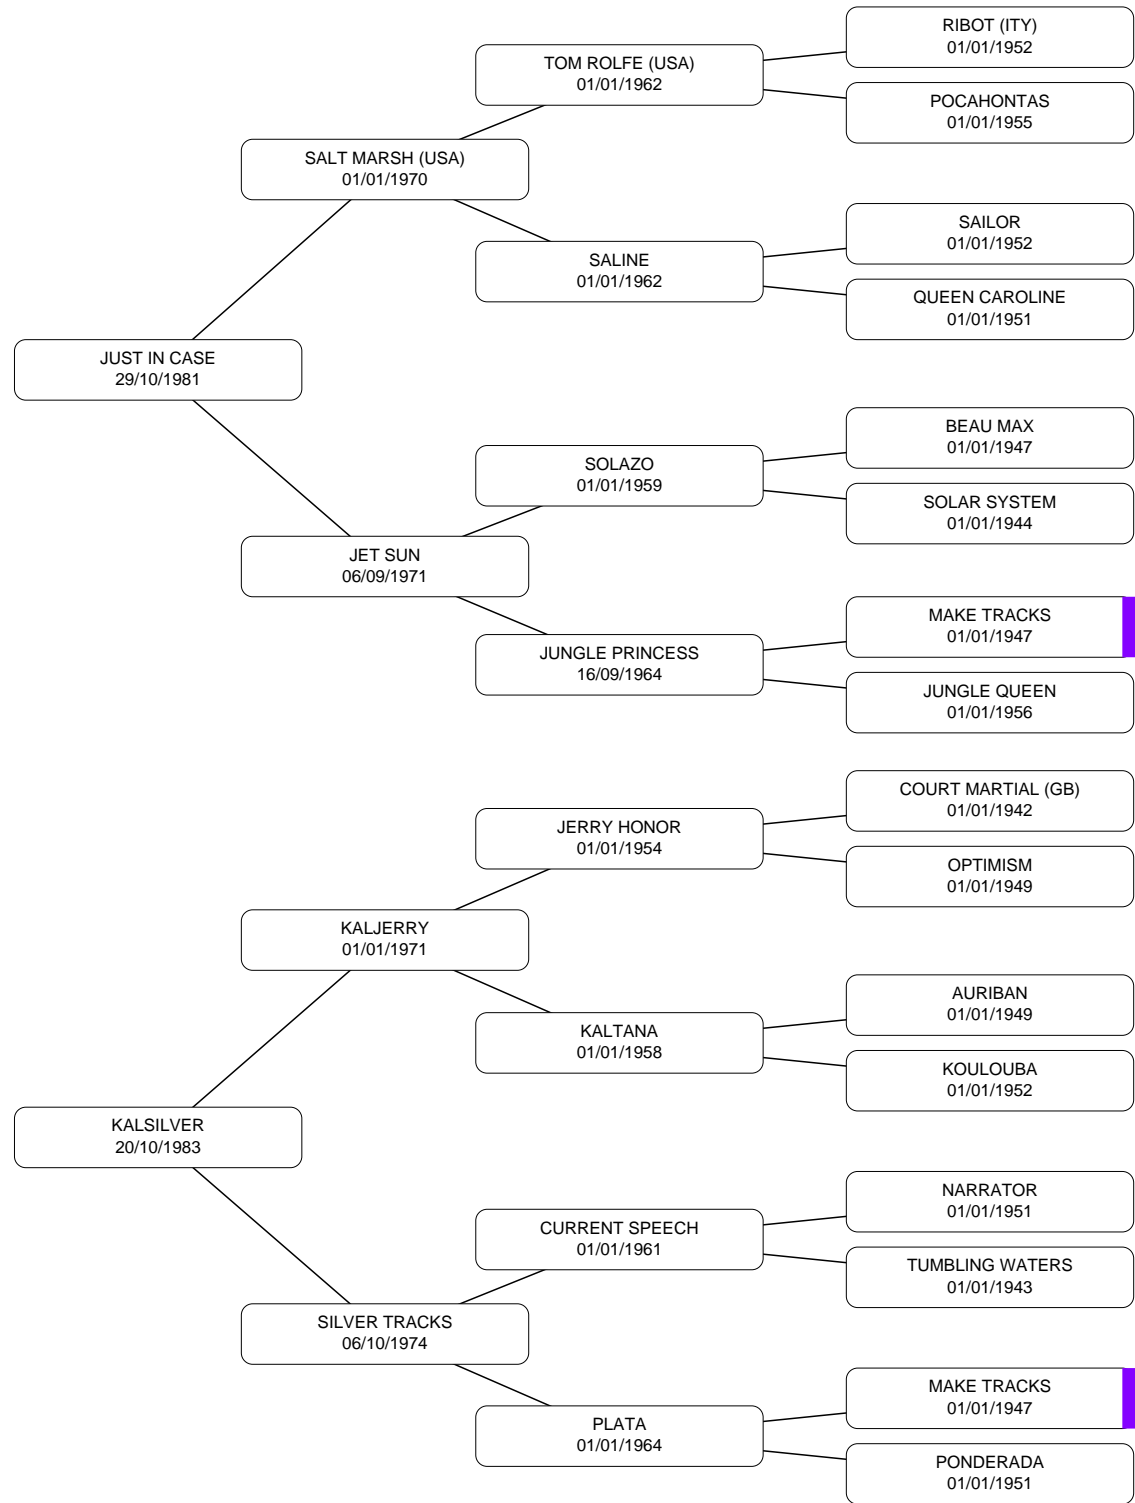 RIBOT (ITY)
01/01/1952
TOM ROLFE (USA)
01/01/1962
POCAHONTAS
01/01/1955
SALT MARSH (USA)
01/01/1970
SAILOR
01/01/1952
SALINE
01/01/1962
QUEEN CAROLINE
01/01/1951
JUST IN CASE
29/10/1981
BEAU MAX
01/01/1947
SOLAZO
01/01/1959
SOLAR SYSTEM
01/01/1944
JET SUN
06/09/1971
MAKE TRACKS
01/01/1947
JUNGLE PRINCESS
16/09/1964
JUNGLE QUEEN
01/01/1956
COURT MARTIAL (GB)
01/01/1942
JERRY HONOR
01/01/1954
OPTIMISM
01/01/1949
KALJERRY
01/01/1971
AURIBAN
01/01/1949
KALTANA
01/01/1958
KOULOUBA
01/01/1952
KALSILVER
20/10/1983
NARRATOR
01/01/1951
CURRENT SPEECH
01/01/1961
TUMBLING WATERS
01/01/1943
SILVER TRACKS
06/10/1974
MAKE TRACKS
01/01/1947
PLATA
01/01/1964
PONDERADA
01/01/1951